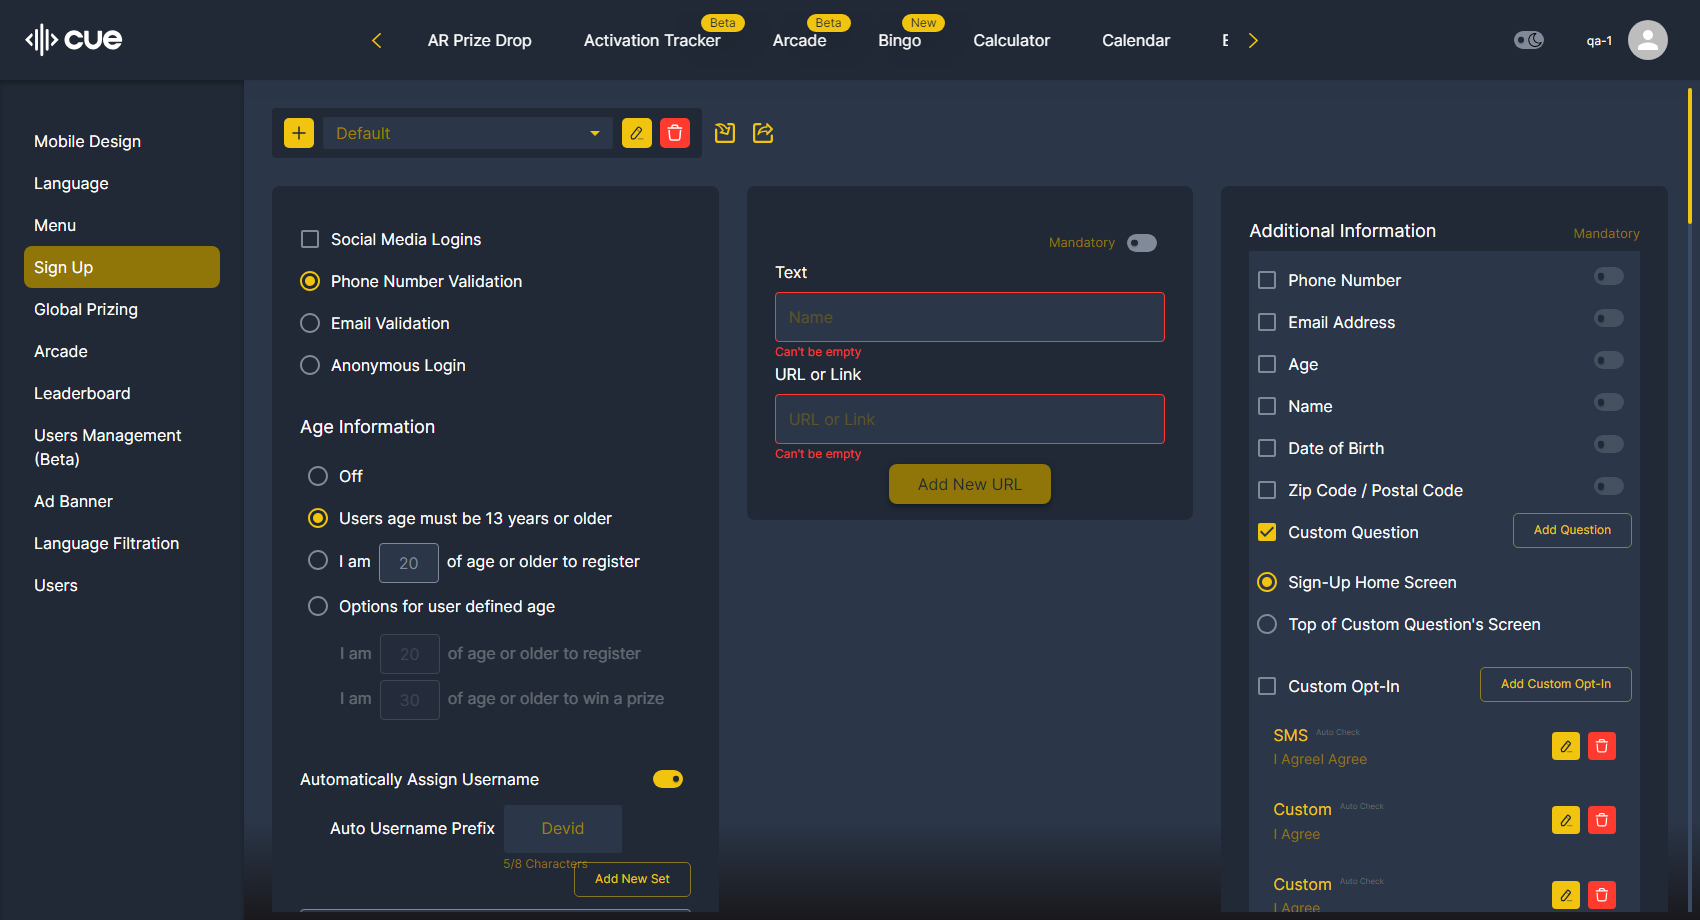 cue
AR Prize Drop
Activation Tracker
Beta
Arcade
Beta
Bingo
New
Calculator
Calendar
qa-1
Mobile Design
Language
Menu
Sign Up
Global Prizing
Arcade
Leaderboard
Users Management
(Beta)
Ad Banner
Language Filtration
Users
Default
Social Media Logins
Phone Number Validation
Email Validation
Anonymous Login
Age Information
Off
Users age must be 13 years or older
I am 20 of age or older to register
Options for user defined age
I am 20 of age or older to register
I am 30 of age or older to win a prize
Automatically Assign Username
Auto Username Prefix Devid
5/8 Characters
Add New Set
Mandatory
Text
Name
Can't be empty
URL or Link
URL or Link
Can't be empty
Add New URL
Additional Information Mandatory
Phone Number
Email Address
Age
Name
Date of Birth
Zip Code / Postal Code
Custom Question Add Question
Sign-Up Home Screen
Top of Custom Question's Screen
Custom Opt-In Add Custom Opt-In
SMS Auto Check
I AgreeI Agree
Custom Auto Check
I Agree
Custom Auto Check
I Agree